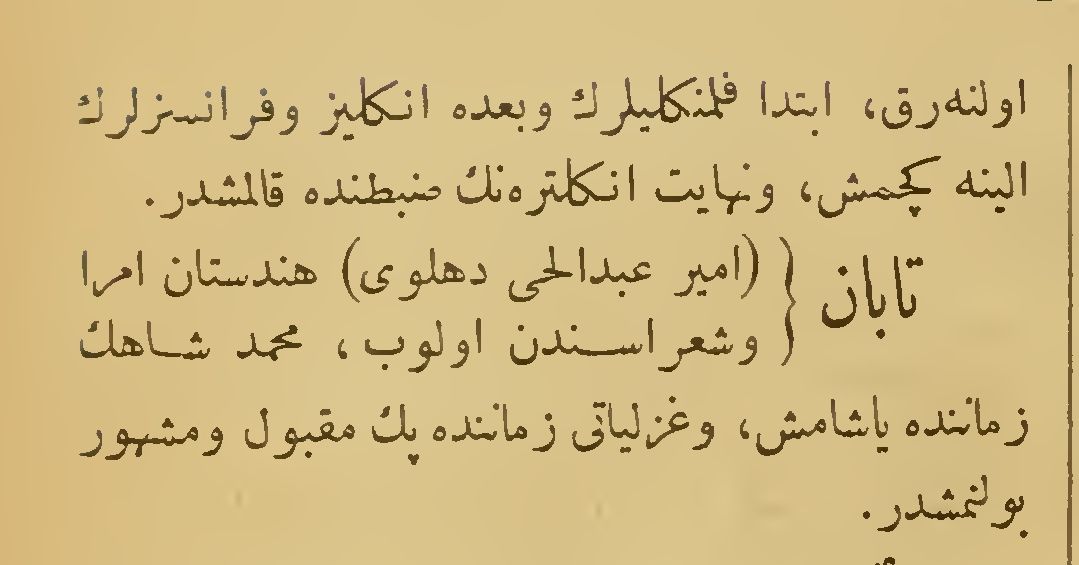 اولنه‌رق، ابتدا فلمنكليلرك وبعده انكليز وفرانسزلرك
الينه كچمش، ونهايت انكلتره‌نك ضبطنده قالمشدر.
تابان { (امير عبدالحى دهلوى) هندستان امرا
وشعراسندن اولوب، محمد شاهك
زماننده ياشامش، وغزلياتى زماننده پك مقبول ومشهور
بولنمشدر.